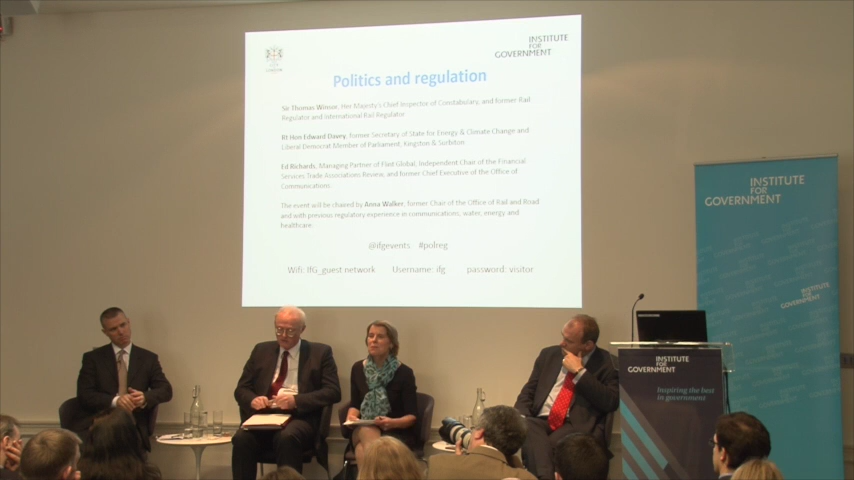 INSTITUTE
FOR
GOVERNMENT
Politics and regulation
Sir Thomas Winsor, Her Majesty's Chief Inspector of Constabulary, and former Rail
Regulator and International Rail Regulator
Rt Hon Edward Davey, former Secretary of State for Energy & Climate Change and
Liberal Democrat Member of Parliament, Kingston & Surbiton
Ed Richards, Managing Partner of Flint Global, Independent Chair of the Financial
Services Trade Associations Review, and former Chief Executive of the Office of
Communications
The event will be chaired by Anna Walker, former Chair of the Office of Rail and Road
and with previous regulatory experience in communications, water, energy and
healthcare.
@ifgevents #polreg
Wifi: IfG_guest network Username: ifg password: visitor
INSTITUTE
FOR
GOVERNMENT
INSTITUTE
FOR
GOVERNMENT
INSTITUTE
FOR
GOVERNMENT
Inspiring the best
in government